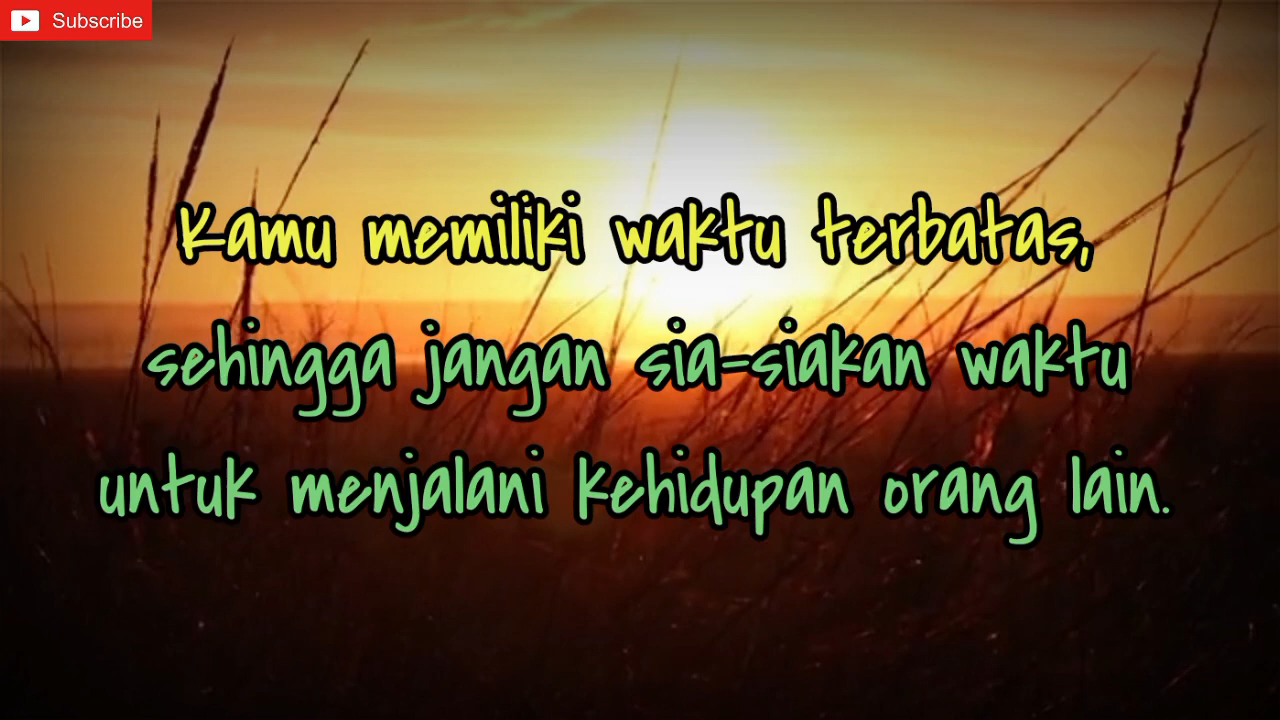 Subscribe
Kamu memiliki waktu terbatas,
sehingga jangan sia-siakan waktu
untuk menjalani kehidupan orang lain.